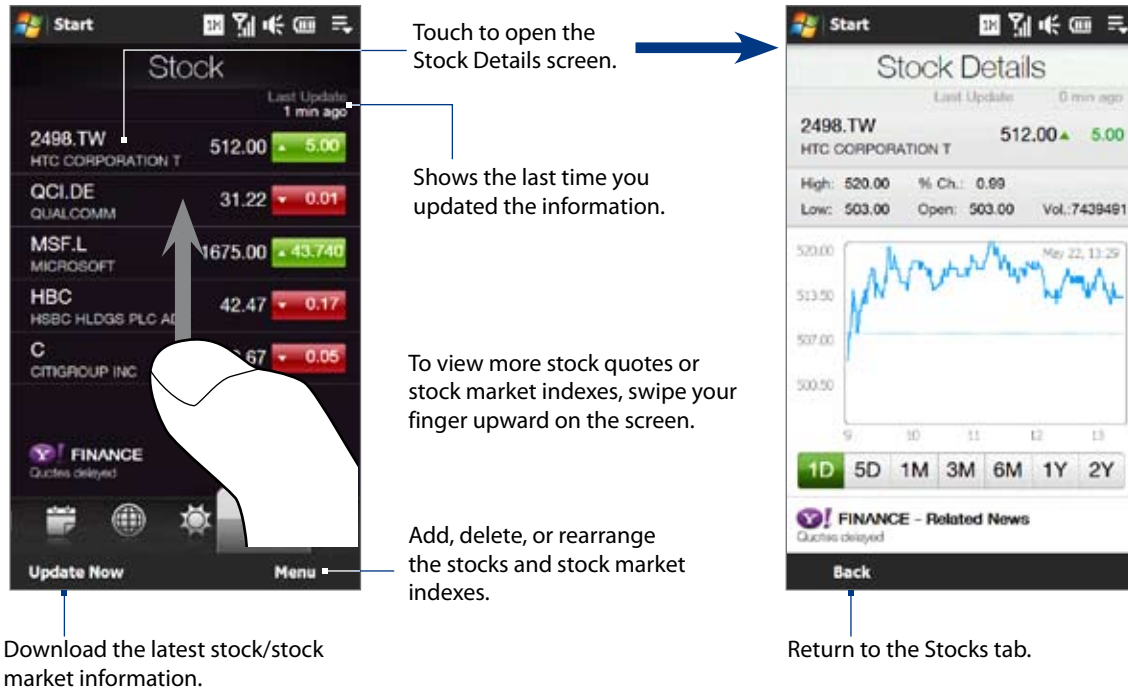 Start
Stock
Last Update
1 min ago
2498.TW
HTC CORPORATION T
512.00 5.00
QCI.DE
QUALCOMM
31.22 0.01
MSF.L
MICROSOFT
1675.00 43.740
HBC
HSBC HLDGS PLC AD
42.47 0.17
C
CITIGROUP INC
.67 0.05
Y! FINANCE
Quotes delayed
Update Now Menu
Touch to open the
Stock Details screen.
Shows the last time you
updated the information.
To view more stock quotes or
stock market indexes, swipe your
finger upward on the screen.
Add, delete, or rearrange
the stocks and stock market
indexes.
Download the latest stock/stock
market information.
Start
Stock Details
Last Update 0 min ago
2498.TW
HTC CORPORATION T
512.00 5.00
High: 520.00 % Ch.: 0.99
Low: 503.00 Open: 503.00 Vol.:7439491
May 22, 13:29
520.00
513.50
507.00
500.50
9 10 11 12 13
1D 5D 1M 3M 6M 1Y 2Y
Y! FINANCE - Related News
Quotes delayed
Back
Return to the Stocks tab.